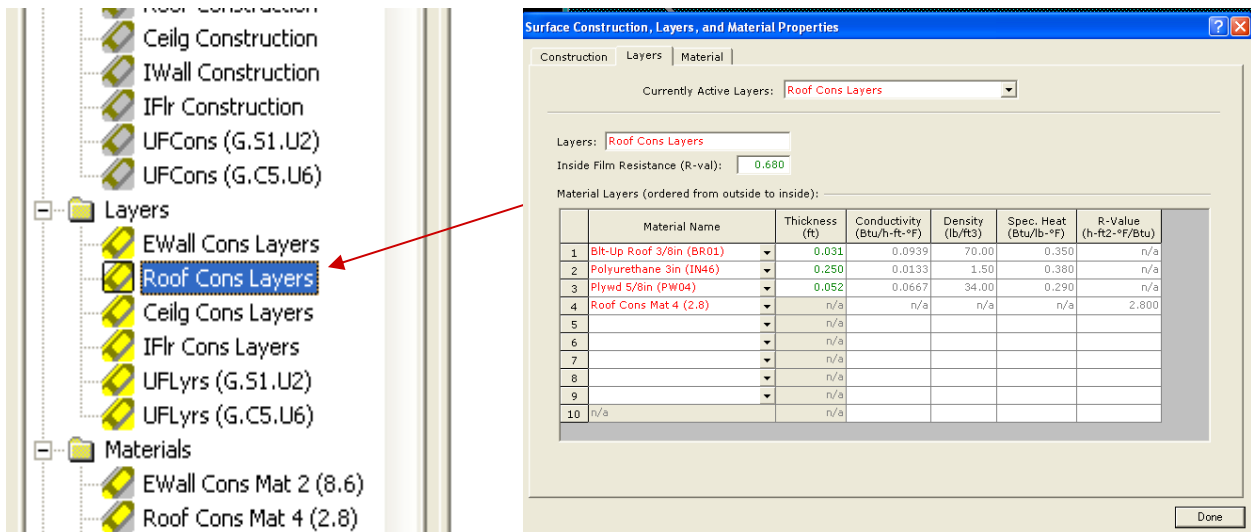 Roof Construction
Ceilg Construction
IWall Construction
IFlr Construction
UFCons (G.S1.U2)
UFCons (G.C5.U6)
Layers
EWall Cons Layers
Roof Cons Layers
Ceilg Cons Layers
IFlr Cons Layers
UFLyrs (G.S1.U2)
UFLyrs (G.C5.U6)
Materials
EWall Cons Mat 2 (8.6)
Roof Cons Mat 4 (2.8)
Surface Construction, Layers, and Material Properties
Construction Layers Material
Currently Active Layers: Roof Cons Layers
Layers: Roof Cons Layers
Inside Film Resistance (R-val): 0.680
Material Layers (ordered from outside to inside):
Material Name Thickness (ft) Conductivity (Btu/h-ft-°F) Density (lb/ft3) Spec. Heat (Btu/lb-°F) R-Value (h-ft2-°F/Btu)
1 Blt-Up Roof 3/8in (BR01) 0.031 0.0939 70.00 0.350 n/a
2 Polyurethane 3in (IN46) 0.250 0.0133 1.50 0.380 n/a
3 Plywd 5/8in (PW04) 0.052 0.0667 34.00 0.290 n/a
4 Roof Cons Mat 4 (2.8) n/a n/a n/a n/a 2.800
5 n/a
6 n/a
7 n/a
8 n/a
9 n/a
10 n/a n/a
Done